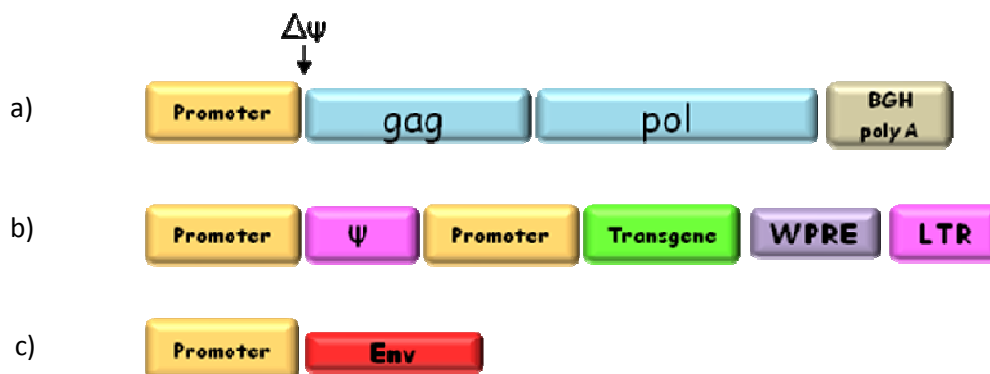 Δψ
a) Promoter gag pol BGH poly A
b) Promoter Ψ Promoter Transgene WPRE LTR
c) Promoter Env